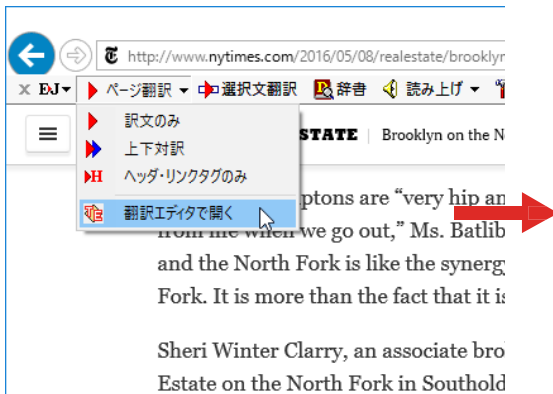 http://www.nytimes.com/2016/05/08/realestate/brooklyn
× EJ▼ ページ翻訳 ▼ 選択文翻訳 辞書 読み上げ ▼
訳文のみ
STATE | Brooklyn on the N
上下対訳
H ヘッダ・リンクタグのみ
翻訳エディタで開く
ptons are “very hip an
from me when we go out,” Ms. Batlib
and the North Fork is like the synergy
Fork. It is more than the fact that it is
Sheri Winter Clarry, an associate bro
Estate on the North Fork in Southold